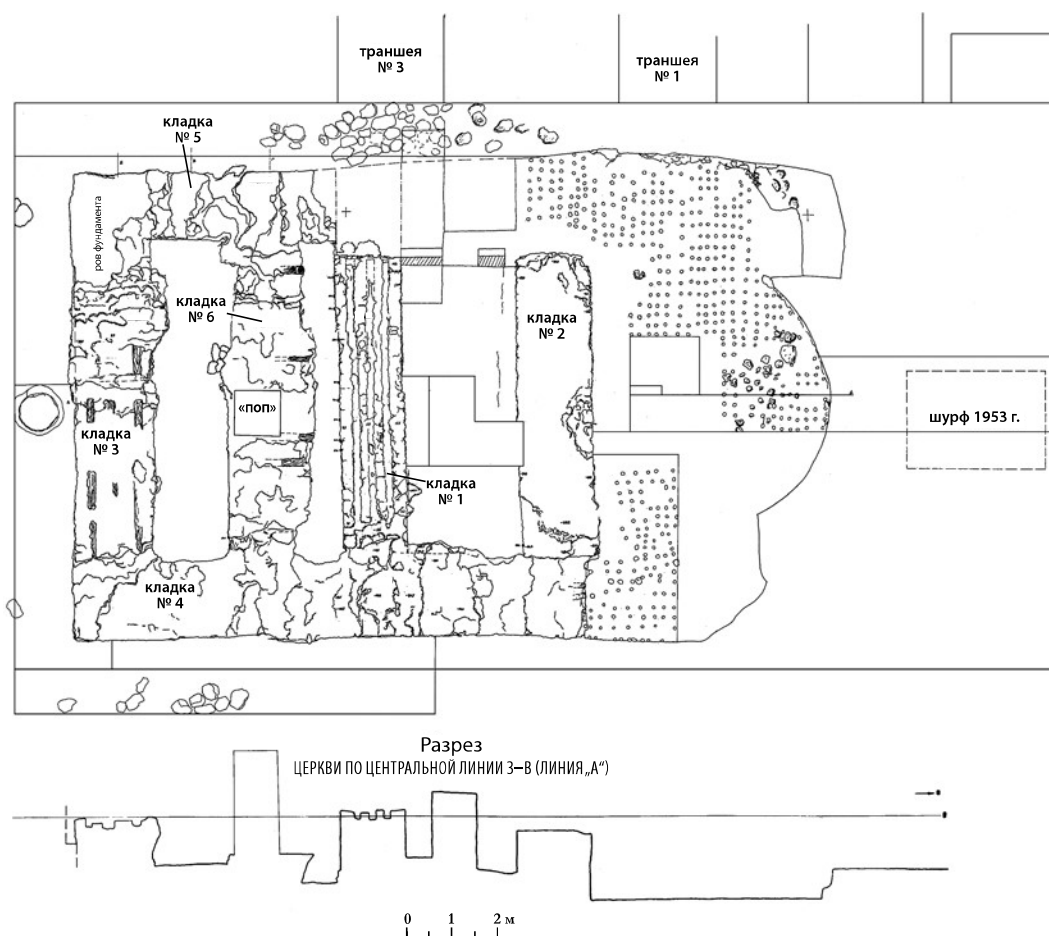 траншея
№ 3
траншея
№ 1
кладка
№ 5
ров фундамента
кладка
№ 6
кладка
№ 2
«поп»
кладка
№ 3
шурф 1953 г.
кладка
№ 1
кладка
№ 4
Разрез
ЦЕРКВИ ПО ЦЕНТРАЛЬНОЙ ЛИНИИ З–В (ЛИНИЯ „А“)
0 1 2 м